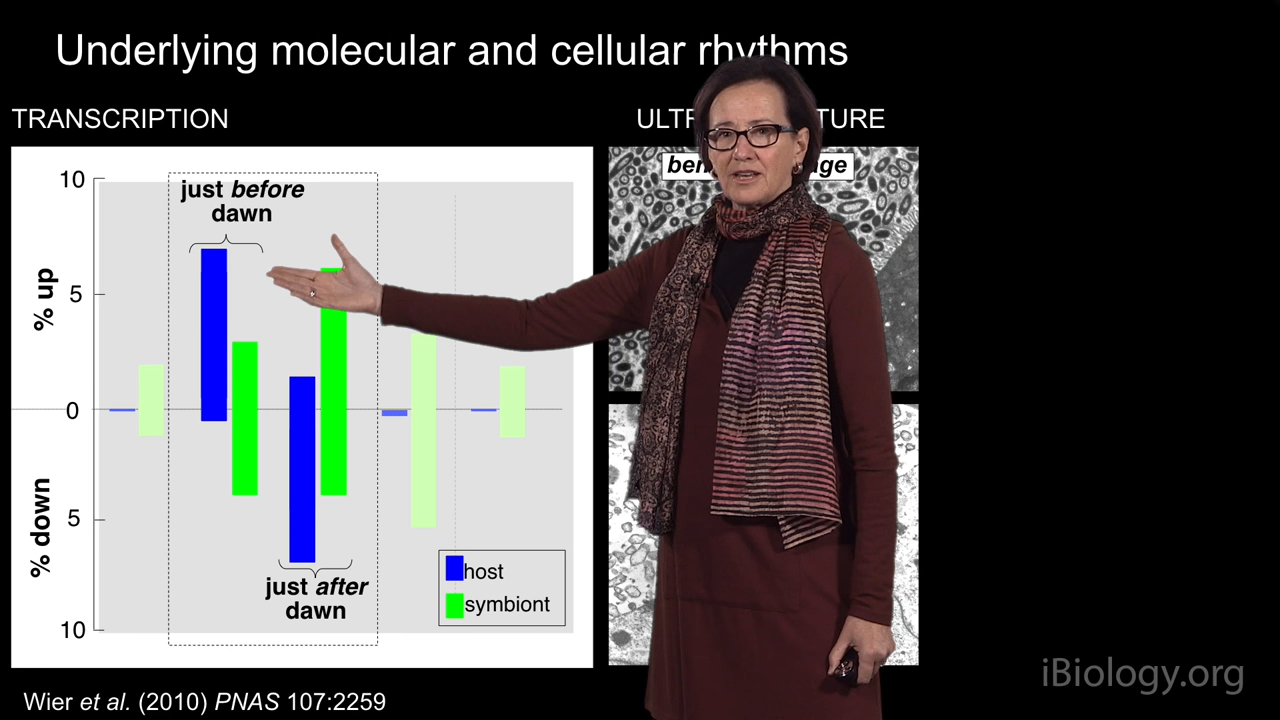 Underlying molecular and cellular rhythms
TRANSCRIPTION
just before
dawn
10
5
0
5
10
% up
% down
just after
dawn
host
symbiont
Wier et al. (2010) PNAS 107:2259
iBiology.org